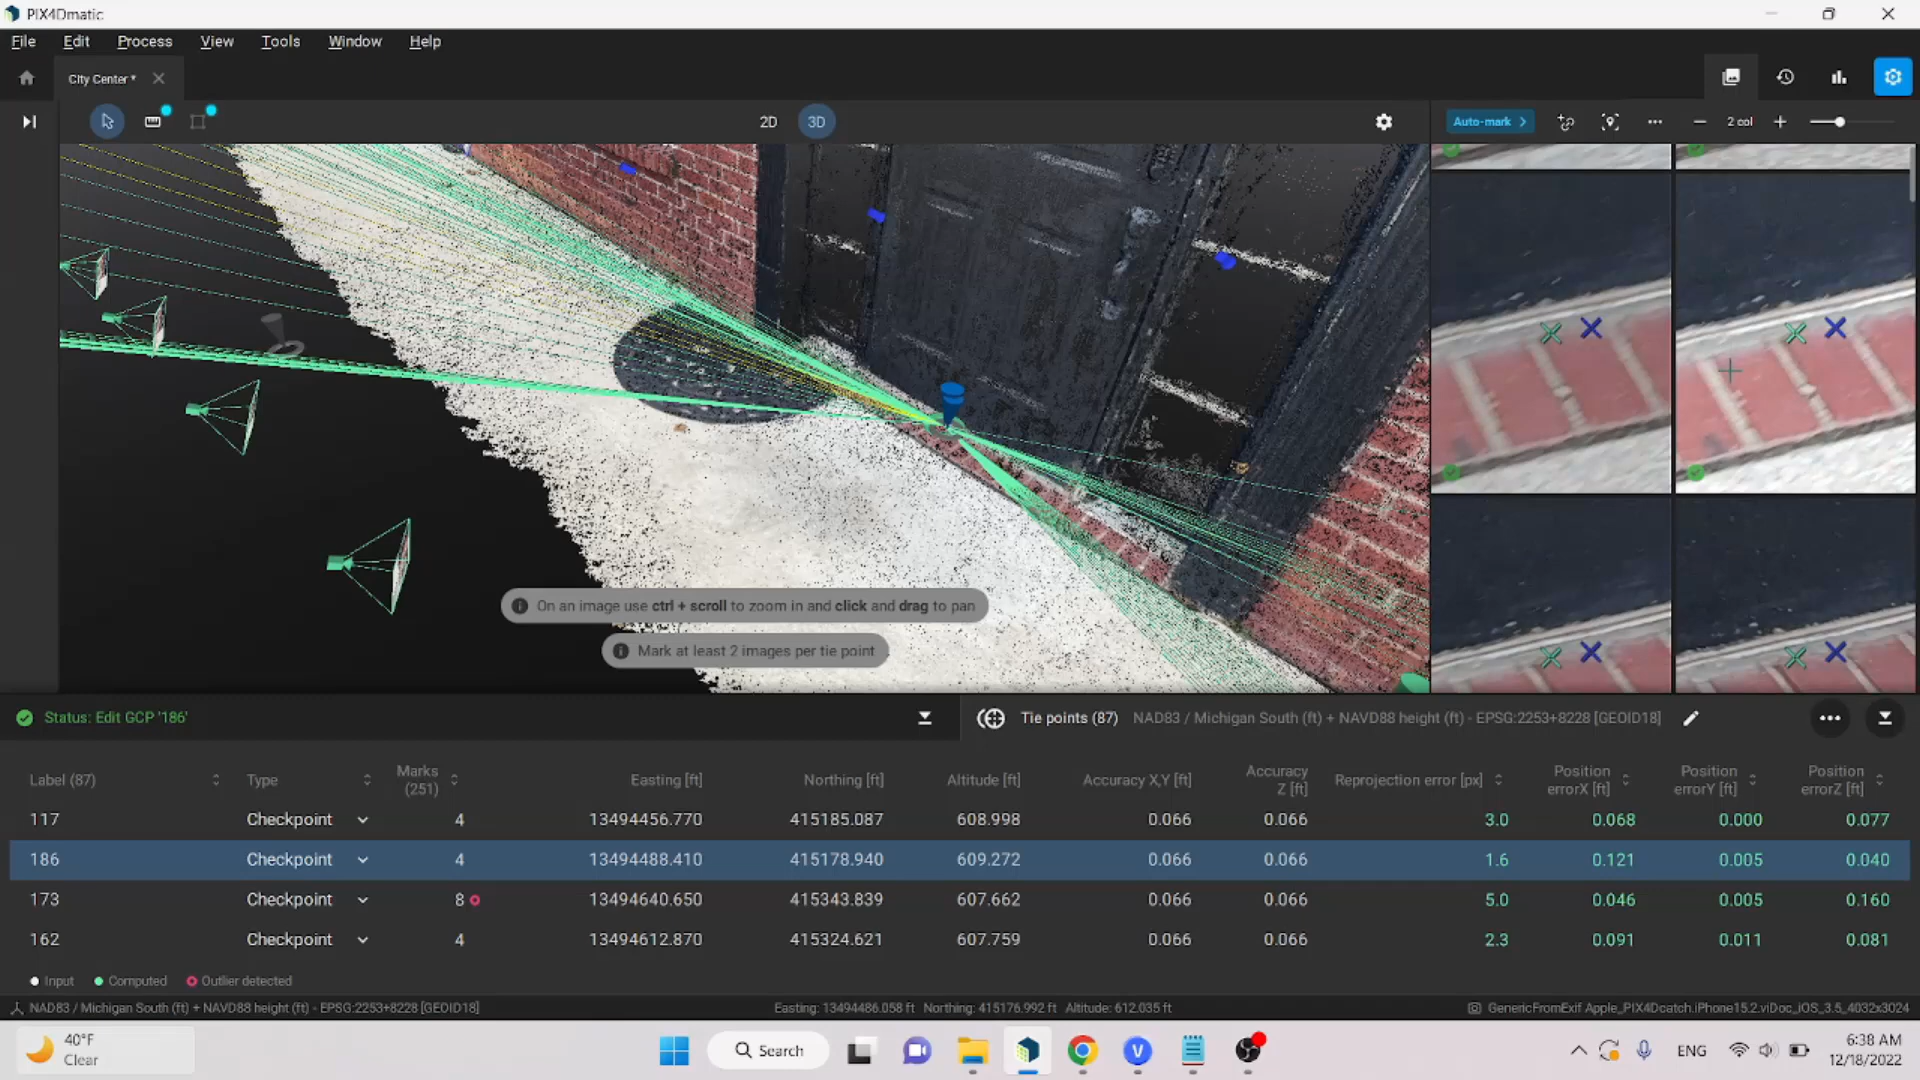 PIX4Dmatic
File Edit Process View Tools Window Help
City Center *
2D 3D
Auto-mark
2 col
On an image use ctrl + scroll to zoom in and click and drag to pan
Mark at least 2 images per tie point
Status: Edit GCP '186'
Tie points (87) NAD83 / Michigan South (ft) + NAVD88 height (ft) - EPSG:2253+8228 [GEOID18]
Label (87) Type Marks (251) Easting [ft] Northing [ft] Altitude [ft] Accuracy X,Y [ft] Accuracy Z [ft] Reprojection error [px] Position errorX [ft] Position errorY [ft] Position errorZ [ft]
117 Checkpoint 4 13494456.770 415185.087 608.998 0.066 0.066 3.0 0.068 0.000 0.077
186 Checkpoint 4 13494488.410 415178.940 609.272 0.066 0.066 1.6 0.121 0.005 0.040
173 Checkpoint 8 13494640.650 415343.839 607.662 0.066 0.066 5.0 0.046 0.005 0.160
162 Checkpoint 4 13494612.870 415324.621 607.759 0.066 0.066 2.3 0.091 0.011 0.081
Input Computed Outlier detected
NAD83 / Michigan South (ft) + NAVD88 height (ft) - EPSG:2253+8228 [GEOID18] Easting: 13494486.058 ft Northing: 415176.992 ft Altitude: 612.035 ft GenericFromExif Apple_PIX4Dcatch.iPhone15.2.viDoc_iOS_3.5_4032x3024
40°F
Clear
Search
V
ENG
6:38 AM
12/18/2022